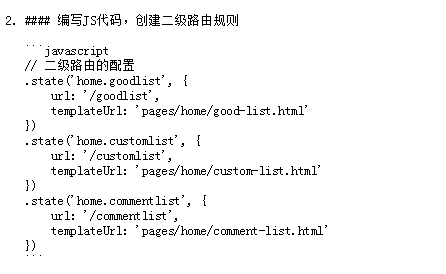 2. #### 编写JS代码，创建二级路由规则
```javascript
// 二级路由的配置
.state('home.goodlist', {
    url: '/goodlist',
    templateUrl: 'pages/home/good-list.html'
})
.state('home.customlist', {
    url: '/customlist',
    templateUrl: 'pages/home/custom-list.html'
})
.state('home.commentlist', {
    url: '/commentlist',
    templateUrl: 'pages/home/comment-list.html'
})
```